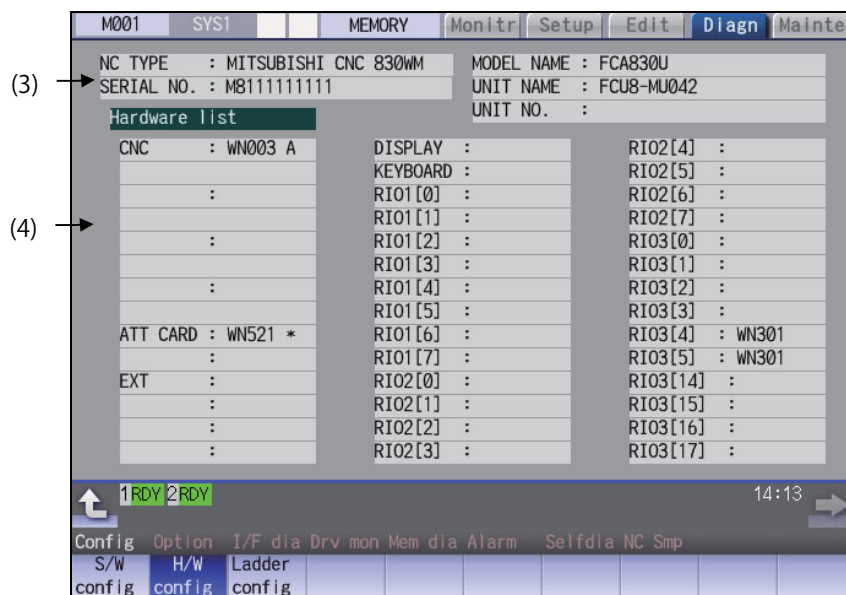 M001 SYS1 MEMORY Monitr Setup Edit Diagn Mainte
NC TYPE : MITSUBISHI CNC 830WM MODEL NAME : FCA830U
(3) SERIAL NO. : M8111111111 UNIT NAME : FCU8-MU042
UNIT NO. :
Hardware list
CNC : WN003 A DISPLAY : RIO2[4] :
KEYBOARD : RIO2[5] :
: RIO1[0] : RIO2[6] :
(4) RIO1[1] : RIO2[7] :
: RIO1[2] : RIO3[0] :
RIO1[3] : RIO3[1] :
: RIO1[4] : RIO3[2] :
RIO1[5] : RIO3[3] :
ATT CARD : WN521 * RIO1[6] : RIO3[4] : WN301
: RIO1[7] : RIO3[5] : WN301
EXT : RIO2[0] : RIO3[14] :
: RIO2[1] : RIO3[15] :
: RIO2[2] : RIO3[16] :
: RIO2[3] : RIO3[17] :
1RDY 2RDY 14:13
Config Option I/F dia Drv mon Mem dia Alarm Selfdia NC Smp
S/W H/W Ladder
config config config